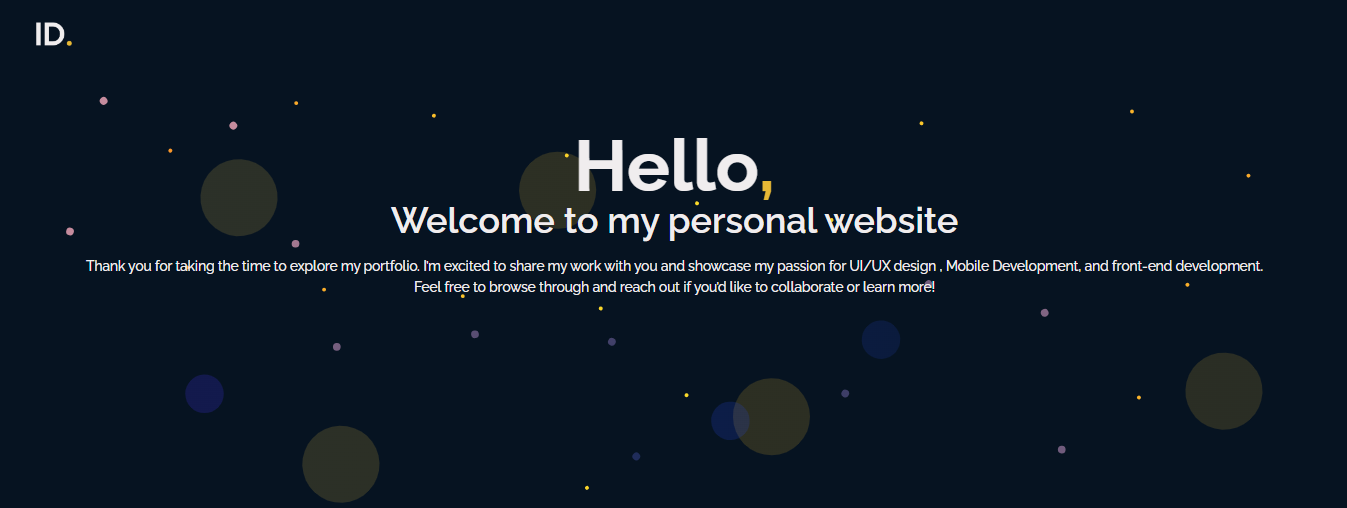 ID.
Hello,
Welcome to my personal website
Thank you for taking the time to explore my portfolio. I'm excited to share my work with you and showcase my passion for UI/UX design , Mobile Development, and front-end development.
Feel free to browse through and reach out if you'd like to collaborate or learn more!